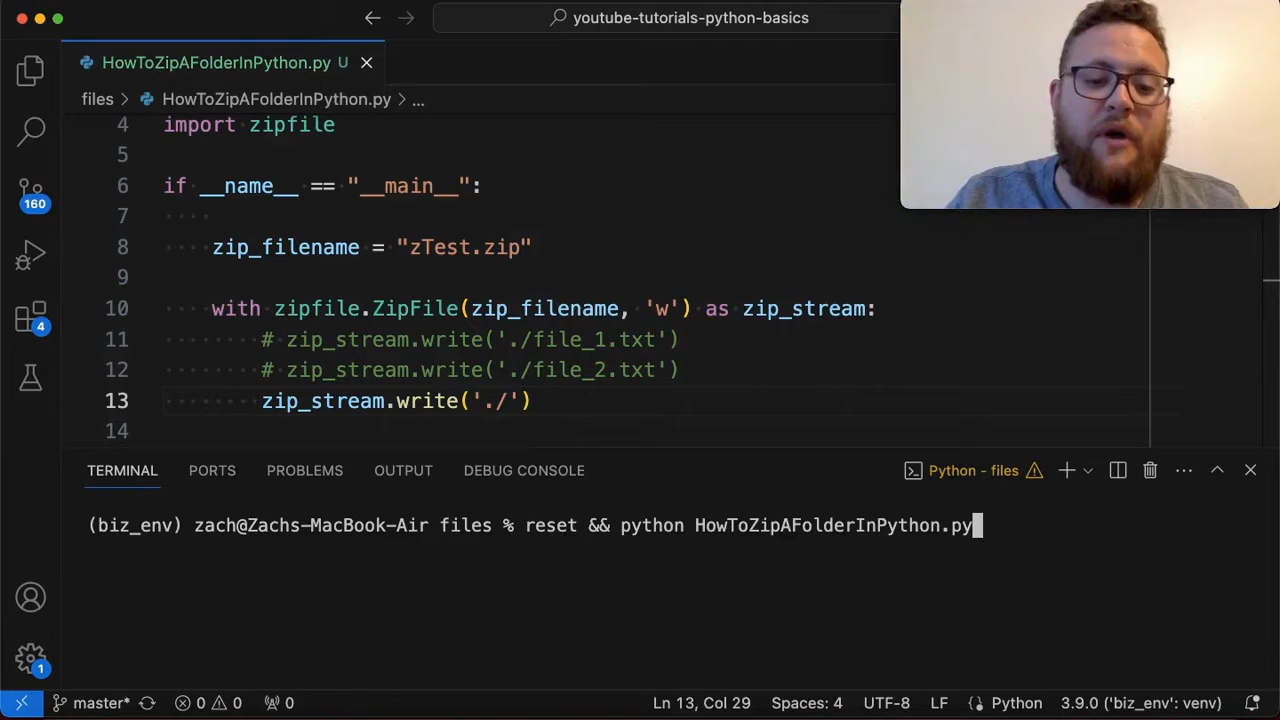 youtube-tutorials-python-basics
HowToZipAFolderInPython.py U
files > HowToZipAFolderInPython.py > ...
4 import zipfile
5
6 if __name__ == "__main__":
7
8 zip_filename = "zTest.zip"
9
10 with zipfile.ZipFile(zip_filename, 'w') as zip_stream:
11 # zip_stream.write('./file_1.txt')
12 # zip_stream.write('./file_2.txt')
13 zip_stream.write('./')
14
160
4
TERMINAL PORTS PROBLEMS OUTPUT DEBUG CONSOLE Python - files
(biz_env) zach@Zachs-MacBook-Air files % reset && python HowToZipAFolderInPython.py
1
master* 0 0 0 Ln 13, Col 29 Spaces: 4 UTF-8 LF Python 3.9.0 ('biz_env': venv)